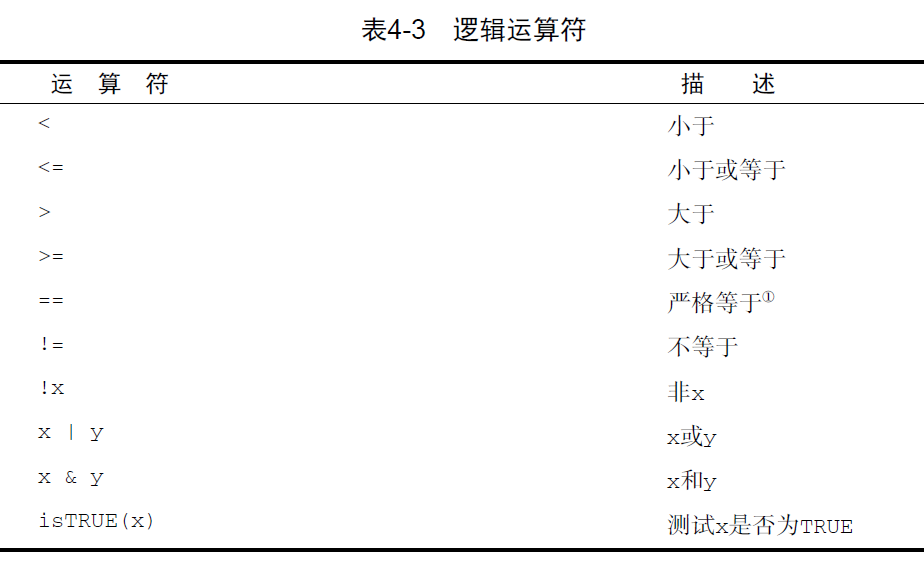 表4-3 逻辑运算符
运 算 符 描 述
< 小于
<= 小于或等于
> 大于
>= 大于或等于
== 严格等于①
!= 不等于
!x 非x
x | y x或y
x & y x和y
isTRUE(x) 测试x是否为TRUE